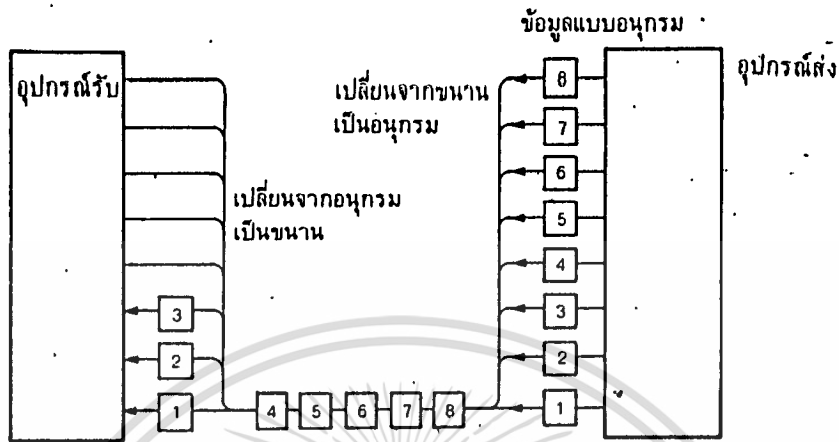 ข้อมูลแบบอนุกรม
อุปกรณ์รับ
อุปกรณ์ส่ง
เปลี่ยนจากขนาน
เป็นอนุกรม
เปลี่ยนจากอนุกรม
เป็นขนาน
8
7
6
5
4
3
2
1
3
2
1
4 5 6 7 8